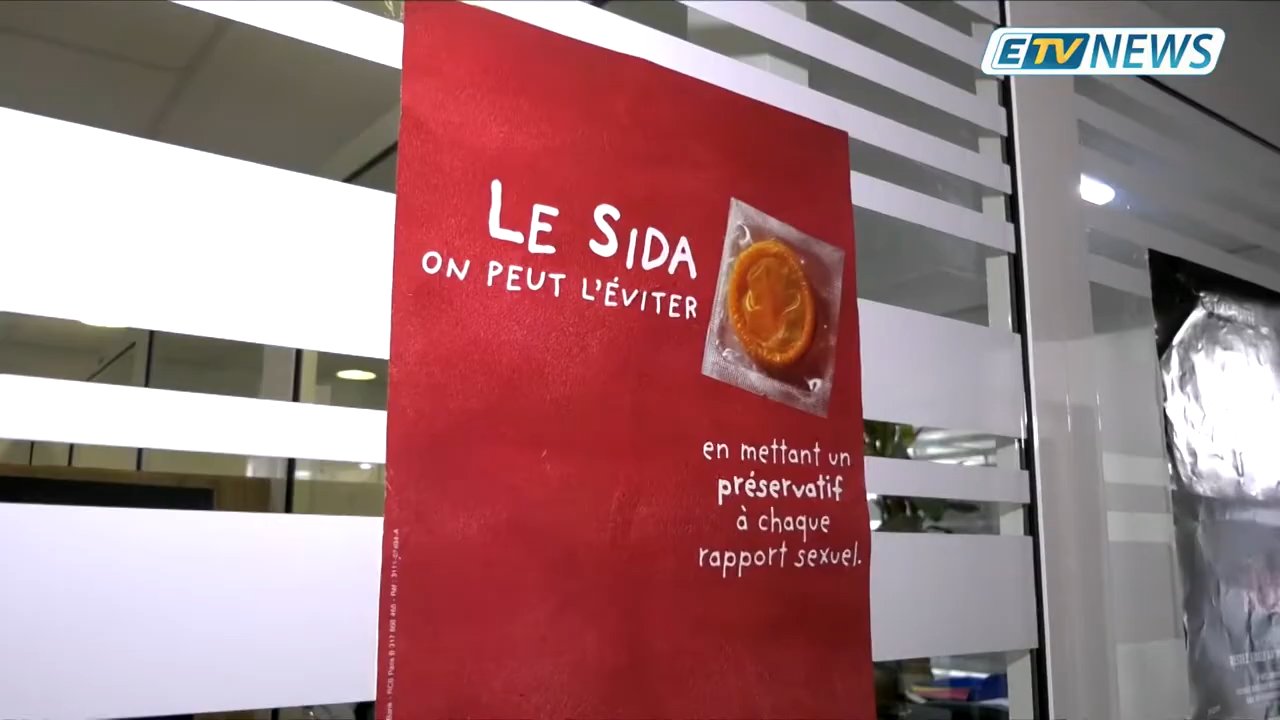 ETV NEWS
LE SIDA
ON PEUT L'ÉVITER
en mettant un
préservatif
à chaque
rapport sexuel.